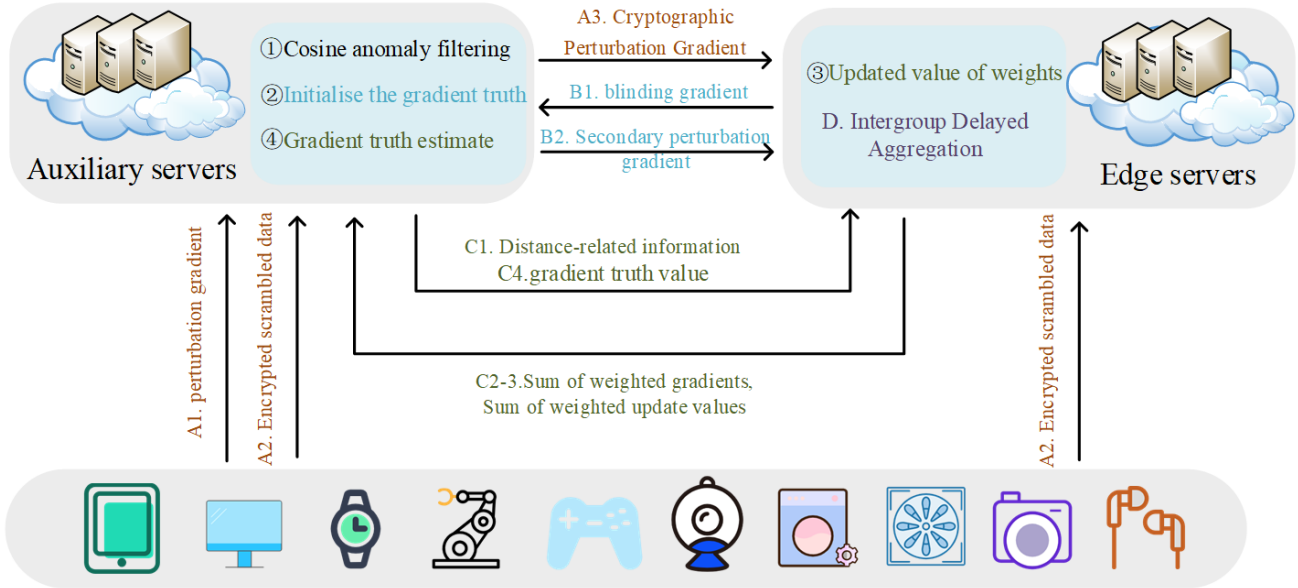 A3. Cryptographic
Perturbation Gradient
①Cosine anomaly filtering
②Initialise the gradient truth
④Gradient truth estimate
Auxiliary servers
B1. blinding gradient
B2. Secondary perturbation
gradient
③Updated value of weights
D. Intergroup Delayed
Aggregation
Edge servers
A1. perturbation gradient
A2. Encrypted scrambled data
C1. Distance-related information
C4.gradient truth value
C2-3.Sum of weighted gradients,
Sum of weighted update values
A2. Encrypted scrambled data